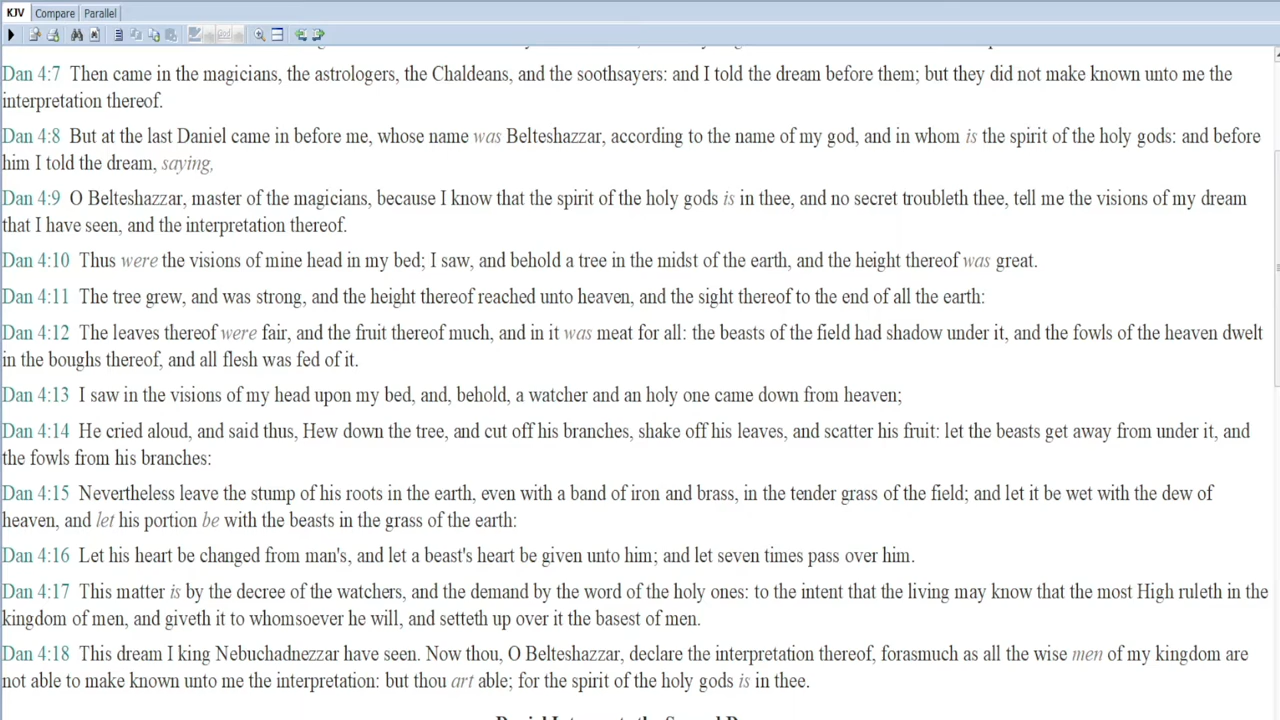 KJV Compare Parallel
Dan 4:7 Then came in the magicians, the astrologers, the Chaldeans, and the soothsayers: and I told the dream before them; but they did not make known unto me the
interpretation thereof.
Dan 4:8 But at the last Daniel came in before me, whose name was Belteshazzar, according to the name of my god, and in whom is the spirit of the holy gods: and before
him I told the dream, saying,
Dan 4:9 O Belteshazzar, master of the magicians, because I know that the spirit of the holy gods is in thee, and no secret troubleth thee, tell me the visions of my dream
that I have seen, and the interpretation thereof.
Dan 4:10 Thus were the visions of mine head in my bed; I saw, and behold a tree in the midst of the earth, and the height thereof was great.
Dan 4:11 The tree grew, and was strong, and the height thereof reached unto heaven, and the sight thereof to the end of all the earth:
Dan 4:12 The leaves thereof were fair, and the fruit thereof much, and in it was meat for all: the beasts of the field had shadow under it, and the fowls of the heaven dwelt
in the boughs thereof, and all flesh was fed of it.
Dan 4:13 I saw in the visions of my head upon my bed, and, behold, a watcher and an holy one came down from heaven;
Dan 4:14 He cried aloud, and said thus, Hew down the tree, and cut off his branches, shake off his leaves, and scatter his fruit: let the beasts get away from under it, and
the fowls from his branches:
Dan 4:15 Nevertheless leave the stump of his roots in the earth, even with a band of iron and brass, in the tender grass of the field; and let it be wet with the dew of
heaven, and let his portion be with the beasts in the grass of the earth:
Dan 4:16 Let his heart be changed from man's, and let a beast's heart be given unto him; and let seven times pass over him.
Dan 4:17 This matter is by the decree of the watchers, and the demand by the word of the holy ones: to the intent that the living may know that the most High ruleth in the
kingdom of men, and giveth it to whomsoever he will, and setteth up over it the basest of men.
Dan 4:18 This dream I king Nebuchadnezzar have seen. Now thou, O Belteshazzar, declare the interpretation thereof, forasmuch as all the wise men of my kingdom are
not able to make known unto me the interpretation: but thou art able; for the spirit of the holy gods is in thee.